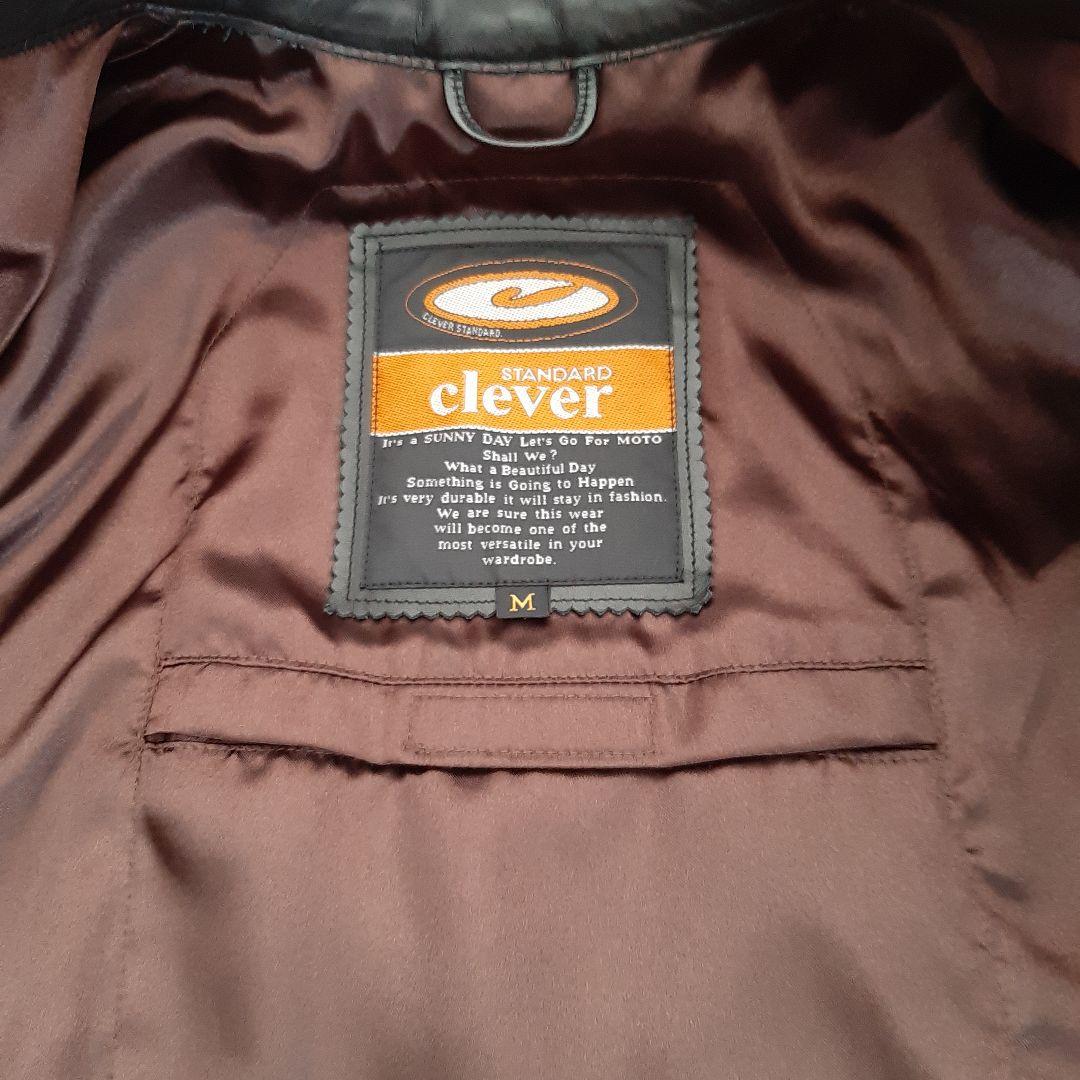 CLEVER STANDARD.
STANDARD
clever
It's a SUNNY DAY Let's Go For MOTO
Shall We?
What a Beautiful Day
Something is Going to Happen
It's very durable it will stay in fashion.
We are sure this wear
will become one of the
most versatile in your
wardrobe.
M